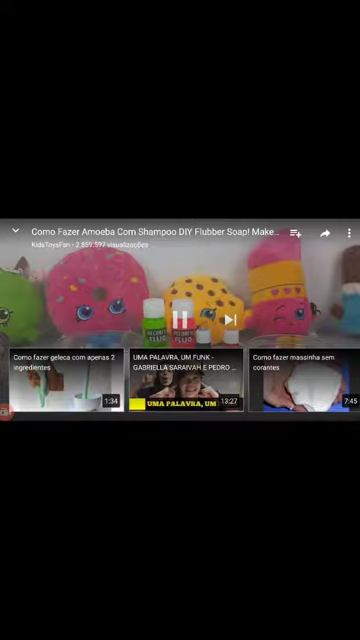 Como Fazer Amoeba Com Shampoo DIY Flubber Soap! Make...
KidsToysFan • 2.859.597 visualizações
Como fazer geleca com apenas 2
ingredientes
1:34
UMA PALAVRA, UM FUNK -
GABRIELLA SARAIVAH E PEDRO ...
UMA PALAVRA, UM
13:27
Como fazer massinha sem
corantes
7:45